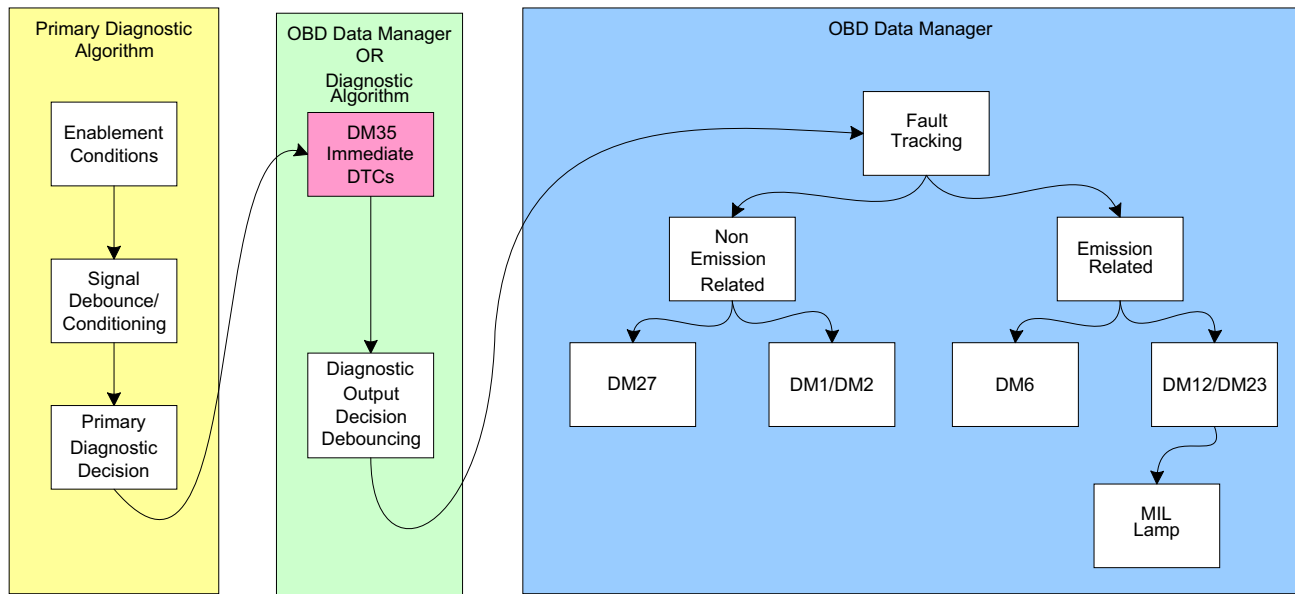 Primary Diagnostic
Algorithm
Enablement
Conditions
Signal
Debounce/
Conditioning
Primary
Diagnostic
Decision
OBD Data Manager
OR
Diagnostic
Algorithm
DM35
Immediate
DTCs
Diagnostic
Output
Decision
Debouncing
OBD Data Manager
Fault
Tracking
Non
Emission
Related
Emission
Related
DM27
DM1/DM2
DM6
DM12/DM23
MIL
Lamp